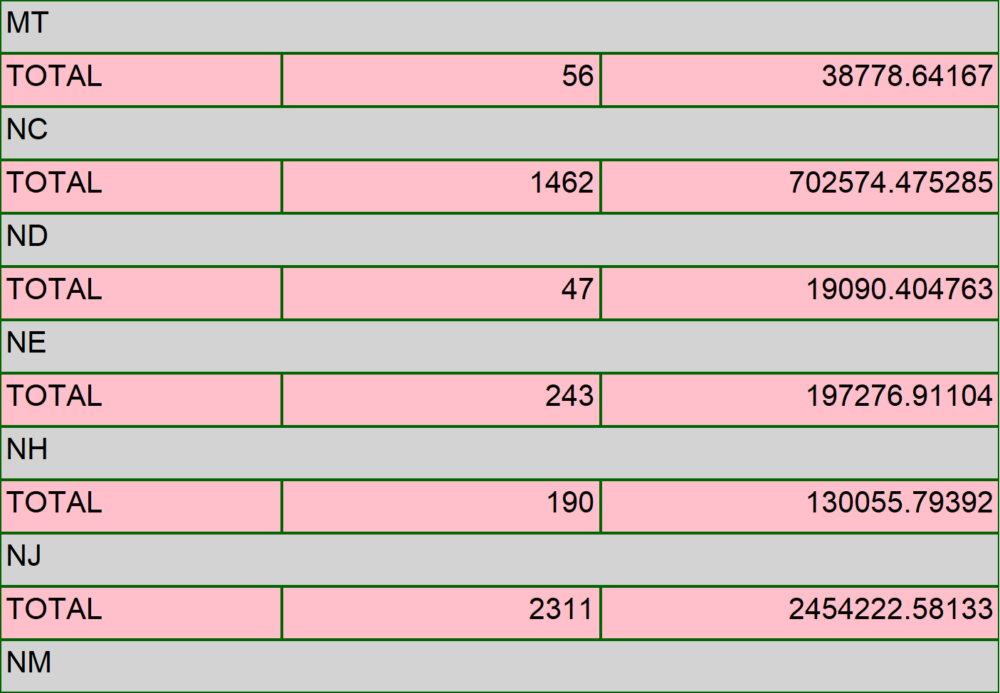 MT
TOTAL 56 38778.64167
NC
TOTAL 1462 702574.475285
ND
TOTAL 47 19090.404763
NE
TOTAL 243 197276.91104
NH
TOTAL 190 130055.79392
NJ
TOTAL 2311 2454222.58133
NM